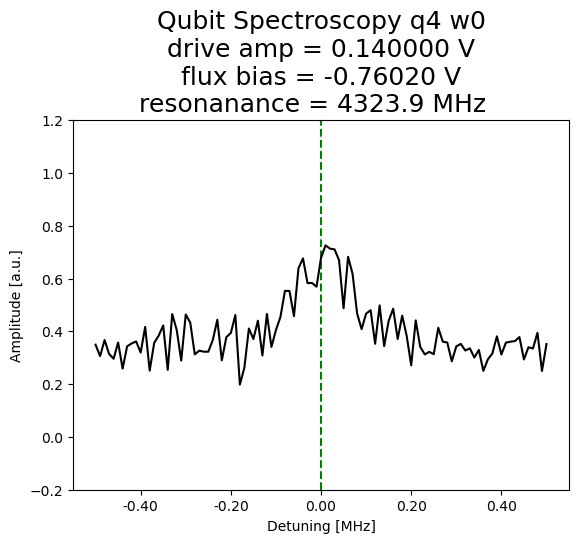 Qubit Spectroscopy q4 w0
drive amp = 0.140000 V
flux bias = -0.76020 V
resonanance = 4323.9 MHz
1.2
1.0
0.8
0.6
0.4
0.2
0.0
−0.2
Amplitude [a.u.]
-0.40
-0.20
0.00
0.20
0.40
Detuning [MHz]